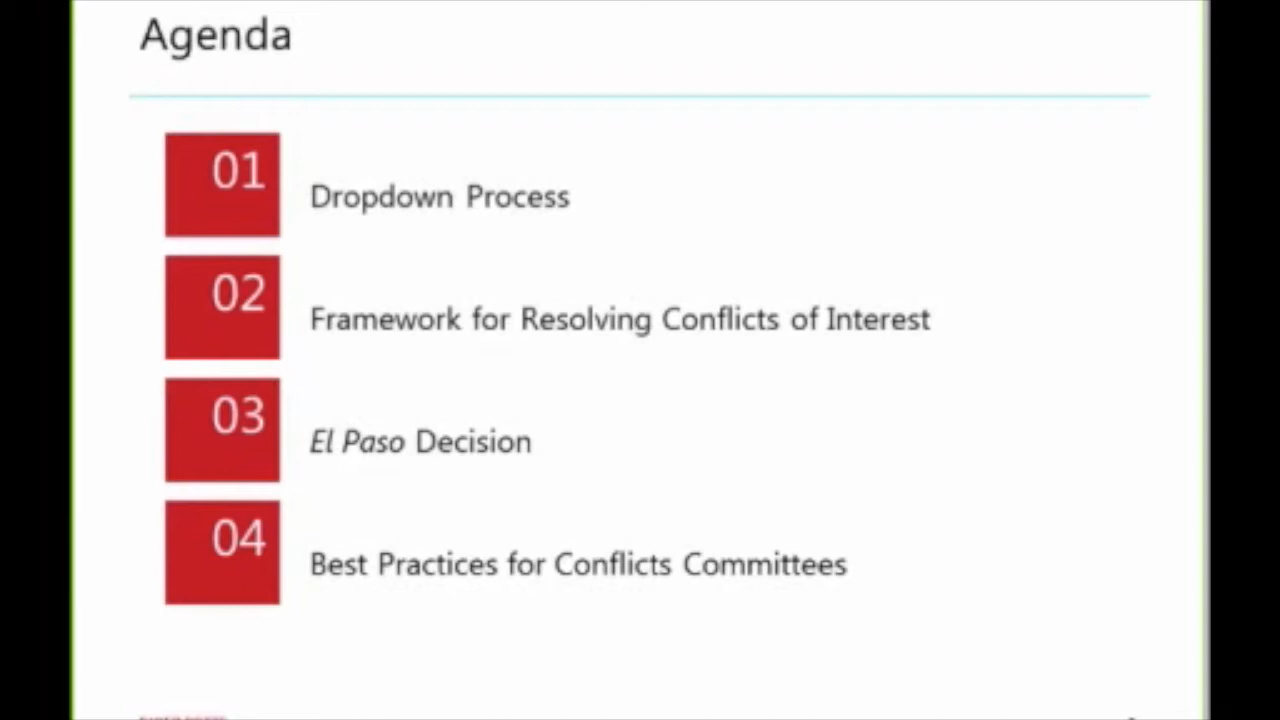 Agenda
01
Dropdown Process
02
Framework for Resolving Conflicts of Interest
03
El Paso Decision
04
Best Practices for Conflicts Committees